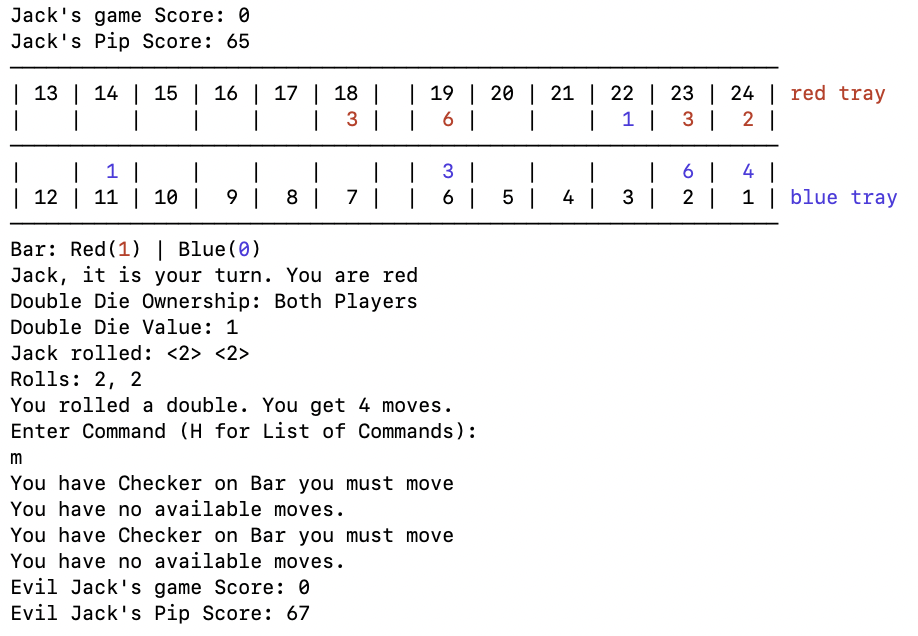 Jack's game Score: 0
Jack's Pip Score: 65
| 13 | 14 | 15 | 16 | 17 | 18 | | 19 | 20 | 21 | 22 | 23 | 24 | red tray
| | | | | | 3 | | 6 | | | 1 | 3 | 2 |
| | 1 | | | | | | 3 | | | | 6 | 4 |
| 12 | 11 | 10 | 9 | 8 | 7 | | 6 | 5 | 4 | 3 | 2 | 1 | blue tray
Bar: Red(1) | Blue(0)
Jack, it is your turn. You are red
Double Die Ownership: Both Players
Double Die Value: 1
Jack rolled: <2> <2>
Rolls: 2, 2
You rolled a double. You get 4 moves.
Enter Command (H for List of Commands):
m
You have Checker on Bar you must move
You have no available moves.
You have Checker on Bar you must move
You have no available moves.
Evil Jack's game Score: 0
Evil Jack's Pip Score: 67